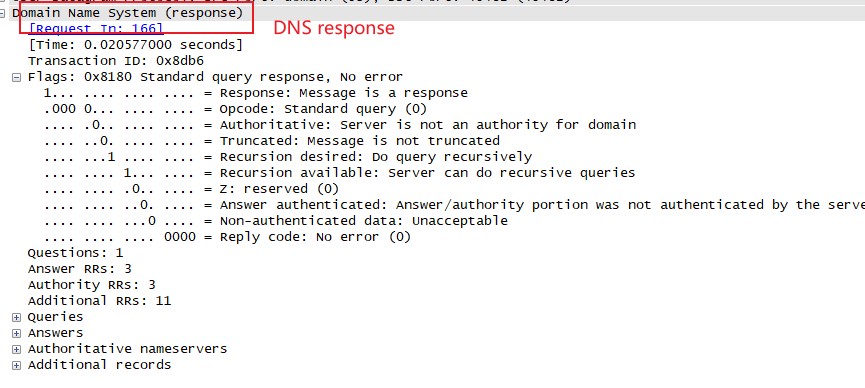 Domain Name System (response)
DNS response
[Request In: 166]
[Time: 0.020577000 seconds]
Transaction ID: 0x8db6
Flags: 0x8180 Standard query response, No error
1... .... .... .... = Response: Message is a response
.000 0... .... .... = Opcode: Standard query (0)
.... .0.. .... .... = Authoritative: Server is not an authority for domain
.... ..0. .... .... = Truncated: Message is not truncated
.... ...1 .... .... = Recursion desired: Do query recursively
.... .... 1... .... = Recursion available: Server can do recursive queries
.... .... .0.. .... = Z: reserved (0)
.... .... ..0. .... = Answer authenticated: Answer/authority portion was not authenticated by the serve
.... .... ...0 .... = Non-authenticated data: Unacceptable
.... .... .... 0000 = Reply code: No error (0)
Questions: 1
Answer RRs: 3
Authority RRs: 3
Additional RRs: 11
Queries
Answers
Authoritative nameservers
Additional records